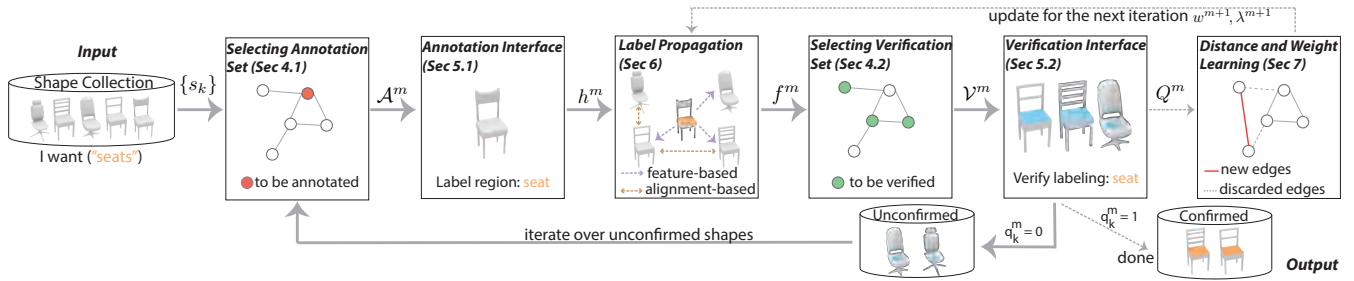 update for the next iteration w^{m+1}, λ^{m+1}
Input
Shape Collection
I want ("seats")
{s_k}
Selecting Annotation
Set (Sec 4.1)
to be annotated
𝒜^m
Annotation Interface
(Sec 5.1)
Label region: seat
h^m
Label Propagation
(Sec 6)
feature-based
alignment-based
f^m
Selecting Verification
Set (Sec 4.2)
to be verified
𝒱^m
Verification Interface
(Sec 5.2)
Verify labeling: seat
Q^m
Distance and Weight
Learning (Sec 7)
new edges
discarded edges
iterate over unconfirmed shapes
Unconfirmed
q_k^m = 0
q_k^m = 1
done
Confirmed
Output